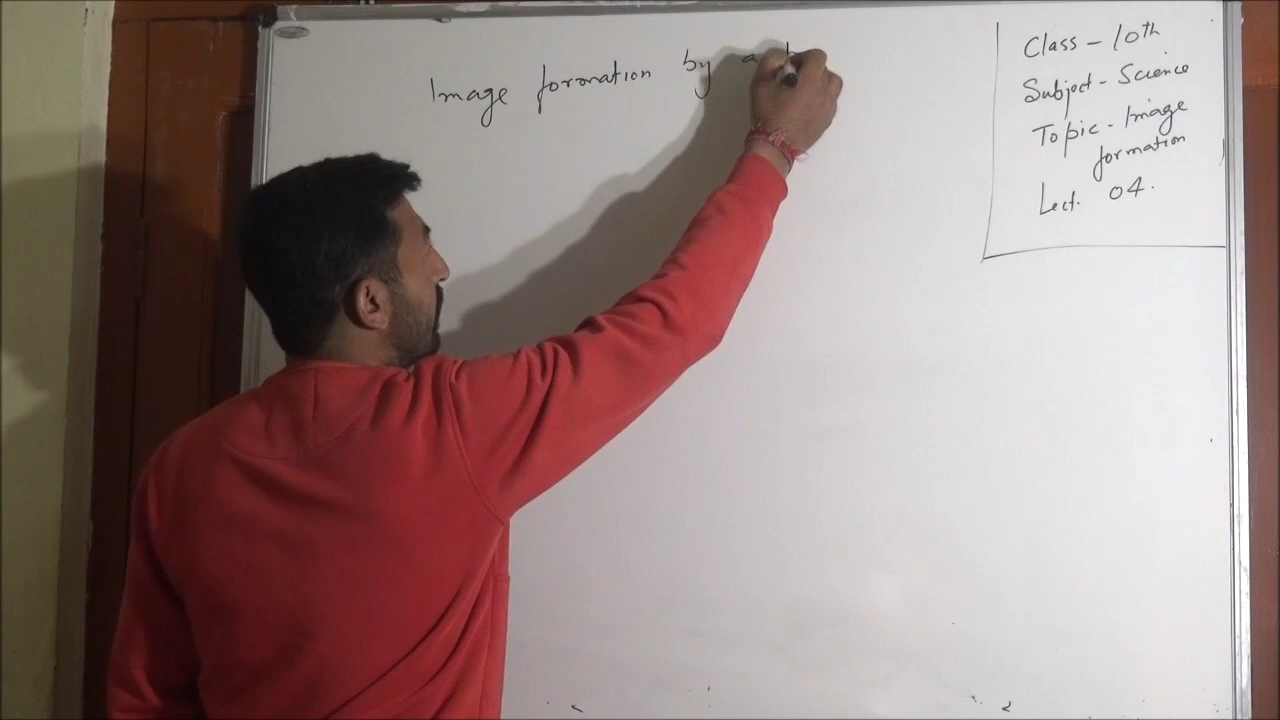 Image formation by a
Class - 10th
Subject - Science
Topic - Image
formation
Lect. 04.